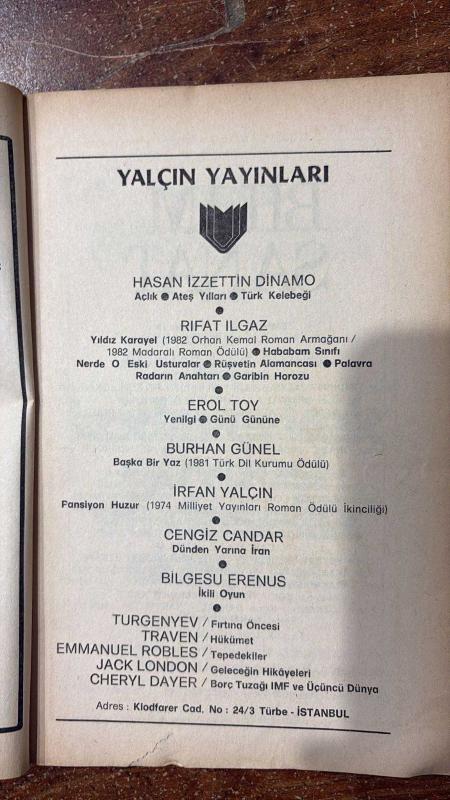 YALÇIN YAYINLARI
HASAN İZZETTİN DİNAMO
Açlık ● Ateş Yılları ● Türk Kelebeği
●
RIFAT ILGAZ
Yıldız Karayel (1982 Orhan Kemal Roman Armağanı /
1982 Madaralı Roman Ödülü) ● Hababam Sınıfı
Nerde O Eski Usturalar ● Rüşvetin Alamancası ● Palavra
Radarın Anahtarı ● Garibin Horozu
●
EROL TOY
Yenilgi ● Günü Gününe
●
BURHAN GÜNEL
Başka Bir Yaz (1981 Türk Dil Kurumu Ödülü)
●
İRFAN YALÇIN
Pansiyon Huzur (1974 Milliyet Yayınları Roman Ödülü İkinciliği)
●
CENGİZ CANDAR
Dünden Yarına İran
●
BİLGESU ERENUS
İkili Oyun
●
TURGENYEV / Fırtına Öncesi
TRAVEN / Hükümet
EMMANUEL ROBLES / Tepedekiler
JACK LONDON / Geleceğin Hikâyeleri
CHERYL DAYER / Borç Tuzağı IMF ve Üçüncü Dünya
Adres : Klodfarer Cad. No : 24/3 Türbe - İSTANBUL